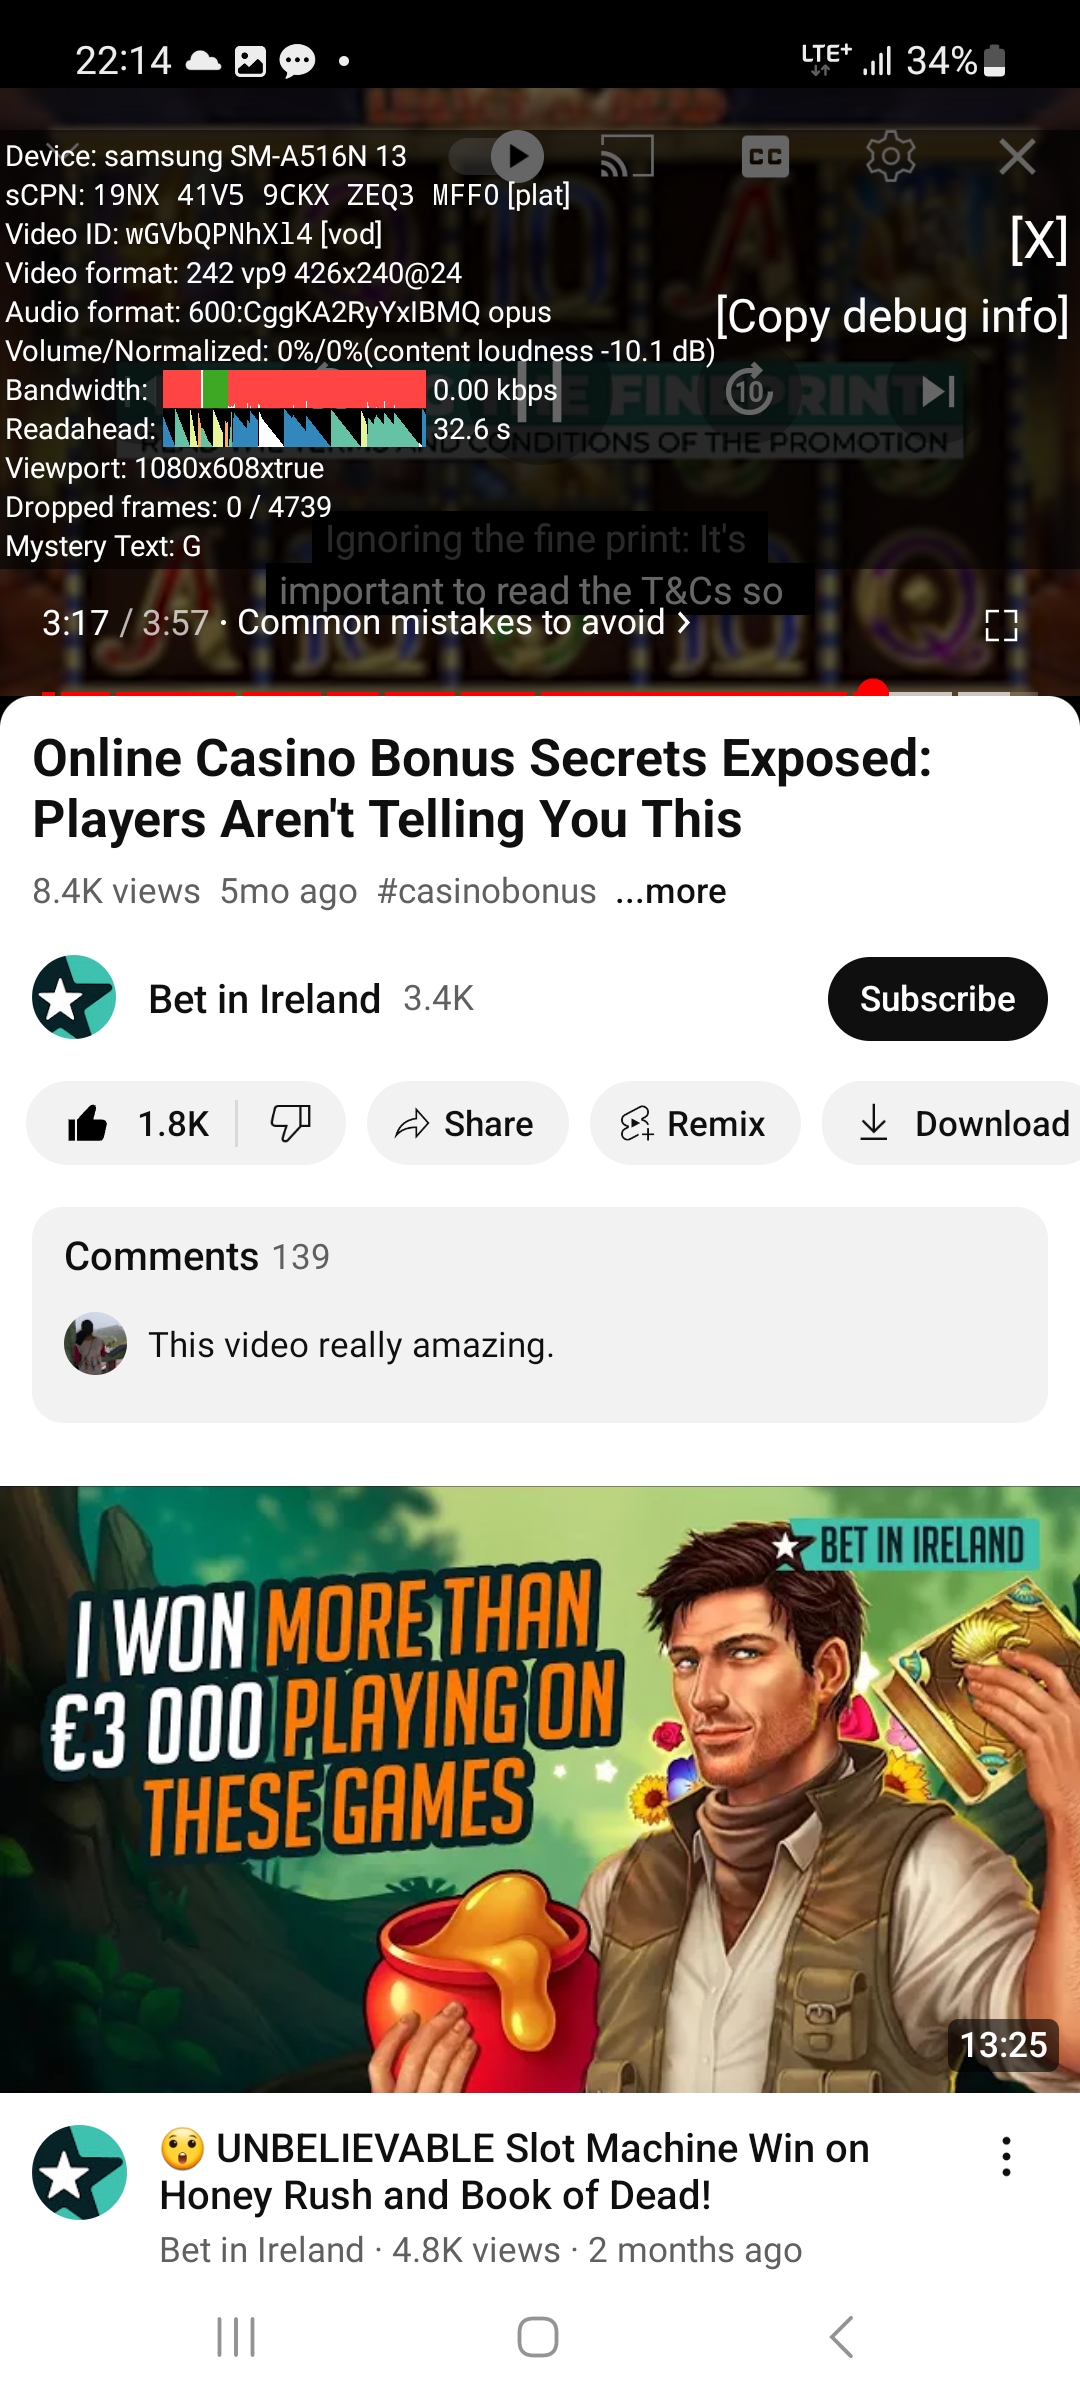 22:14
LTE+ 34%
Device: samsung SM-A516N 13
sCPN: 19NX 41V5 9CKX ZEQ3 MFF0 [plat]
Video ID: wGVbQPNhXl4 [vod]
[X]
Video format: 242 vp9 426x240@24
Audio format: 600:CggKA2RyYxIBMQ opus
[Copy debug info]
Volume/Normalized: 0%/0%(content loudness -10.1 dB)
Bandwidth: 0.00 kbps
Readahead: 32.6 s
CC
10
E FINE PRINT
READ THE TERMS AND CONDITIONS OF THE PROMOTION
Viewport: 1080x608xtrue
Dropped frames: 0 / 4739
Mystery Text: G
Ignoring the fine print: It's
important to read the T&Cs so
3:17 / 3:57 · Common mistakes to avoid >
Online Casino Bonus Secrets Exposed:
Players Aren't Telling You This
8.4K views 5mo ago #casinobonus ...more
Bet in Ireland 3.4K
Subscribe
1.8K Share Remix Download
Comments 139
This video really amazing.
BET IN IRELAND
I WON MORE THAN
€3 000 PLAYING ON
THESE GAMES
13:25
😲 UNBELIEVABLE Slot Machine Win on
Honey Rush and Book of Dead!
Bet in Ireland · 4.8K views · 2 months ago